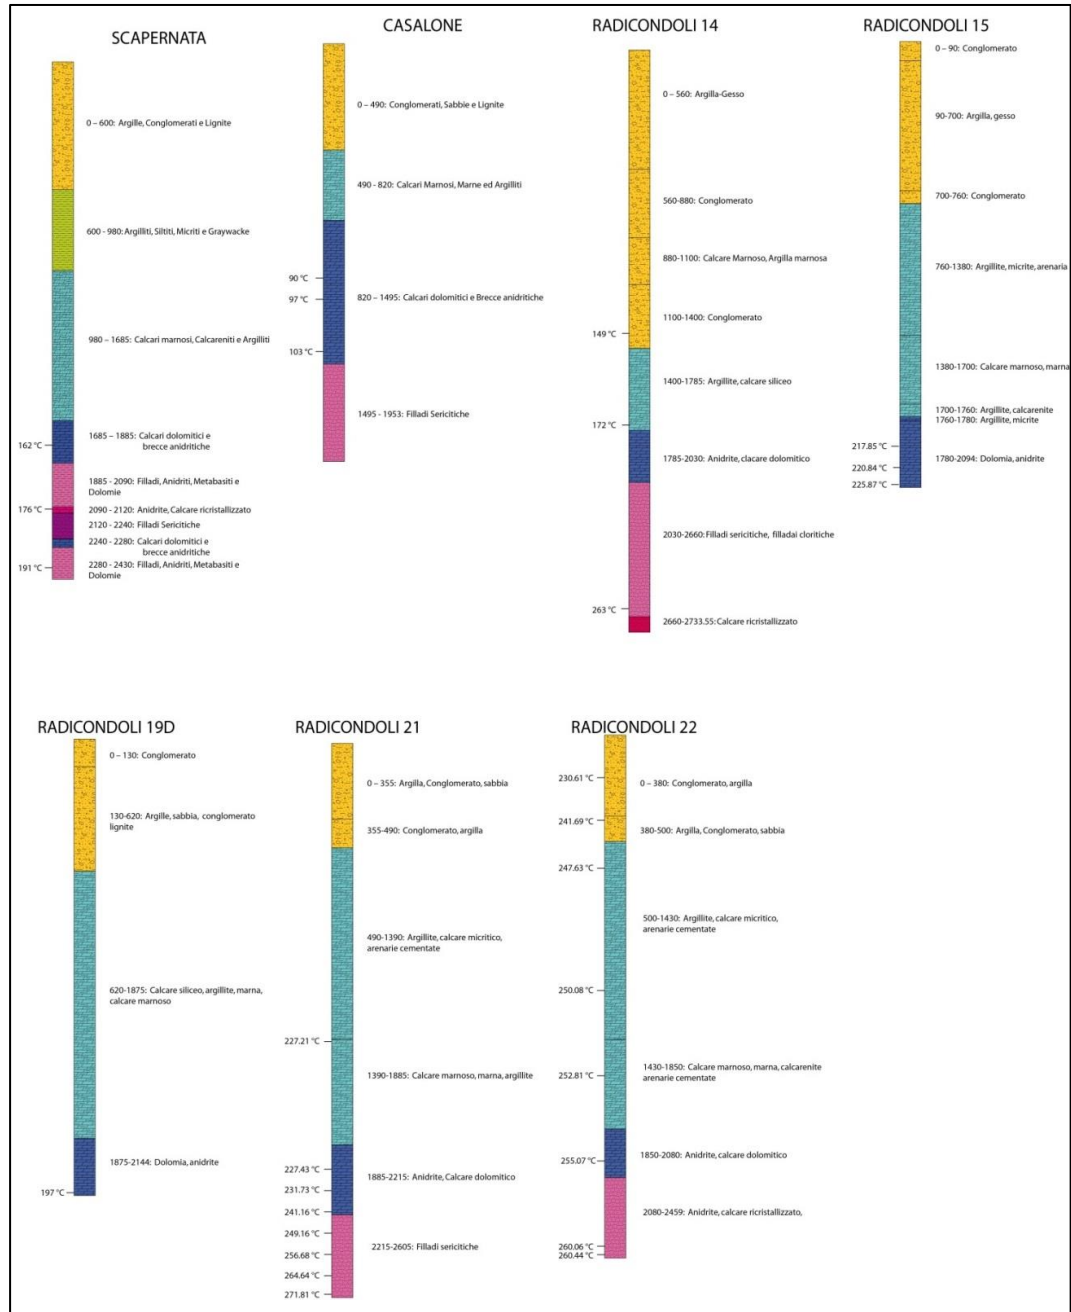 SCAPERNATA
0 – 600: Argille, Conglomerati e Lignite
600 - 980: Argilliti, Siltiti, Micriti e Graywacke
980 – 1685: Calcari marnosi, Calcareniti e Argilliti
1685 – 1885: Calcari dolomitici e
brecce anidritiche
162 °C
1885 - 2090: Filladi, Anidriti, Metabasiti e
Dolomie
176 °C
2090 - 2120: Anidrite, Calcare ricristallizzato
2120 - 2240: Filladi Sericitiche
2240 - 2280: Calcari dolomitici e
brecce anidritiche
191 °C
2280 - 2430: Filladi, Anidriti, Metabasiti e
Dolomie
CASALONE
0 – 490: Conglomerati, Sabbie e Lignite
490 - 820: Calcari Marnosi, Marne ed Argilliti
90 °C
97 °C
820 – 1495: Calcari dolomitici e Brecce anidritiche
103 °C
1495 - 1953: Filladi Sericitiche
RADICONDOLI 14
0 – 560: Argilla-Gesso
560-880: Conglomerato
880-1100: Calcare Marnoso, Argilla marnosa
1100-1400: Conglomerato
149 °C
1400-1785: Argillite, calcare siliceo
172 °C
1785-2030: Anidrite, clacare dolomitico
2030-2660: Filladi sericitiche, filladai cloritiche
263 °C
2660-2733.55: Calcare ricristallizato
RADICONDOLI 15
0 – 90: Conglomerato
90-700: Argilla, gesso
700-760: Conglomerato
760-1380: Argillite, micrite, arenaria
1380-1700: Calcare marnoso, marna
1700-1760: Argillite, calcarenite
1760-1780: Argillite, micrite
217.85 °C
1780-2094: Dolomia, anidrite
220.84 °C
225.87 °C
RADICONDOLI 19D
0 – 130: Conglomerato
130-620: Argille, sabbia, conglomerato
lignite
620-1875: Calcare siliceo, argillite, marna,
calcare marnoso
1875-2144: Dolomia, anidrite
197 °C
RADICONDOLI 21
0 – 355: Argilla, Conglomerato, sabbia
355-490: Conglomerato, argilla
490-1390: Argillite, calcare micritico,
arenarie cementate
227.21 °C
1390-1885: Calcare marnoso, marna, argillite
227.43 °C
1885-2215: Anidrite, Calcare dolomitico
231.73 °C
241.16 °C
249.16 °C
2215-2605: Filladi sericitiche
256.68 °C
264.64 °C
271.81 °C
RADICONDOLI 22
230.61 °C
0 – 380: Conglomerato, argilla
241.69 °C
380-500: Argilla, Conglomerato, sabbia
247.63 °C
500-1430: Argillite, calcare micritico,
arenarie cementate
250.08 °C
1430-1850: Calcare marnoso, marna, calcarenite
arenarie cementate
252.81 °C
1850-2080: Anidrite, calcare dolomitico
255.07 °C
2080-2459: Anidrite, calcare ricristallizzato,
260.06 °C
260.44 °C